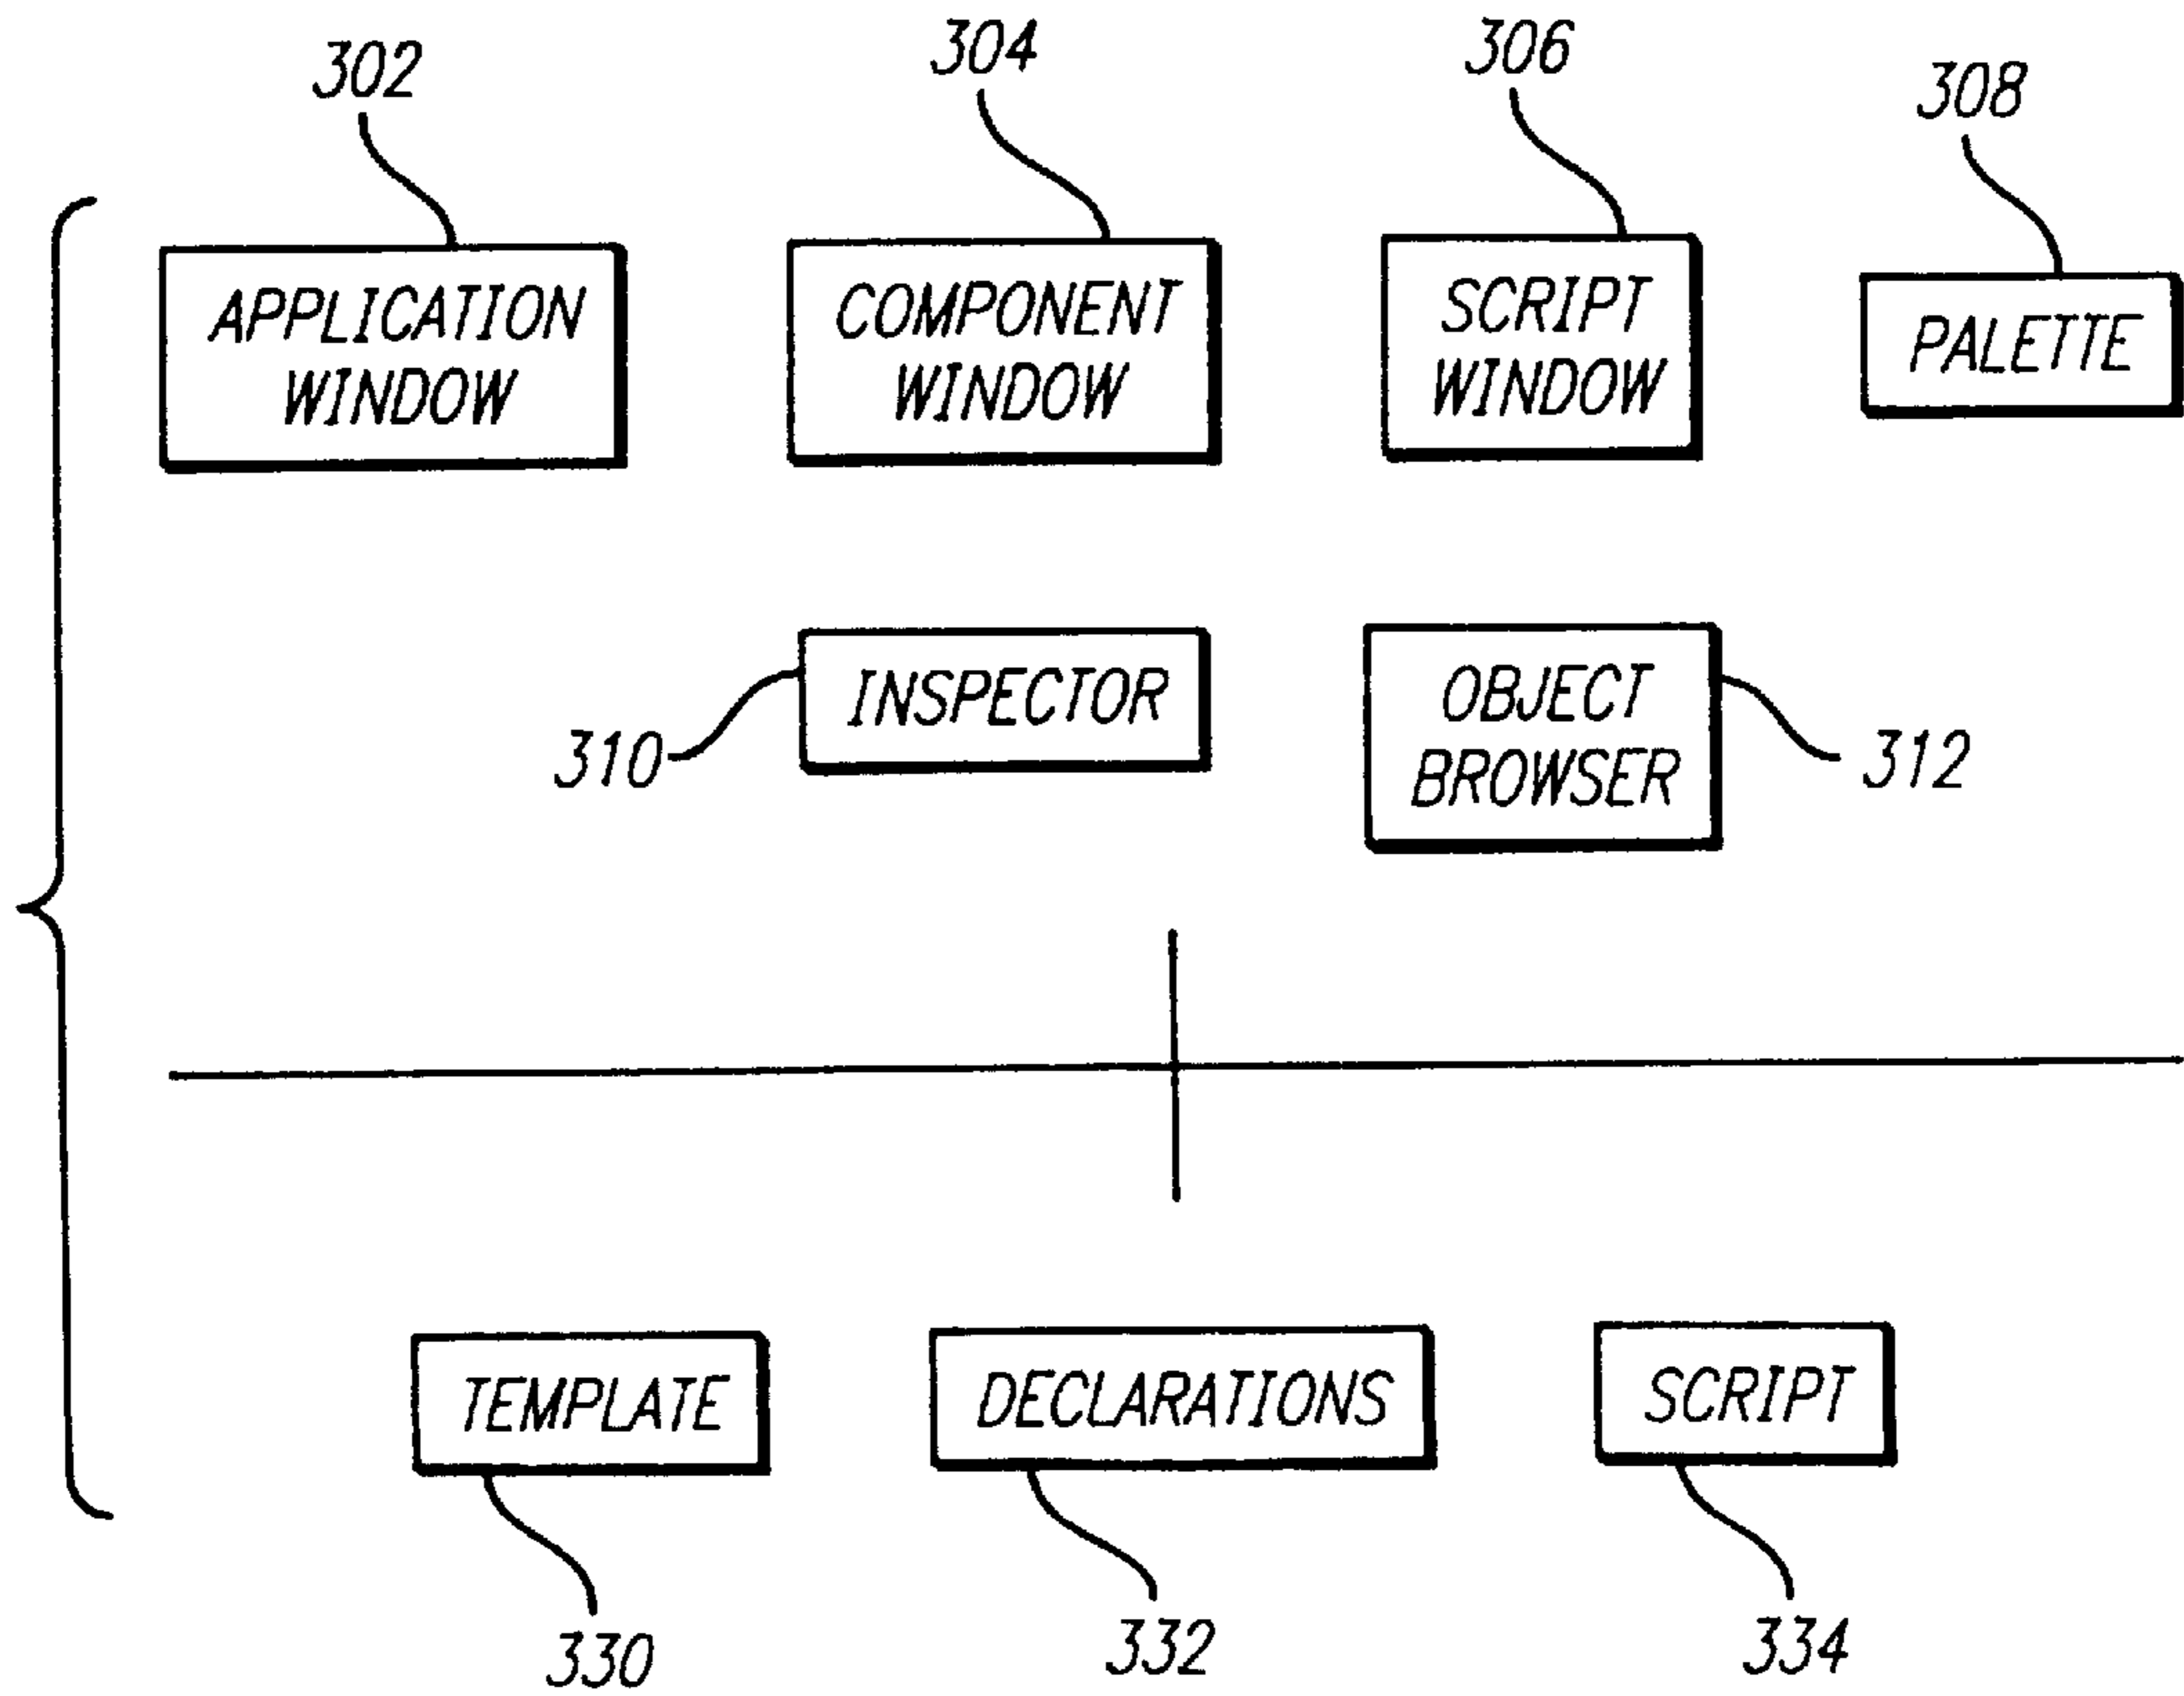 302
304
306
308
APPLICATION
WINDOW
COMPONENT
WINDOW
SCRIPT
WINDOW
PALETTE
INSPECTOR
310
OBJECT
BROWSER
312
TEMPLATE
DECLARATIONS
SCRIPT
330
332
334